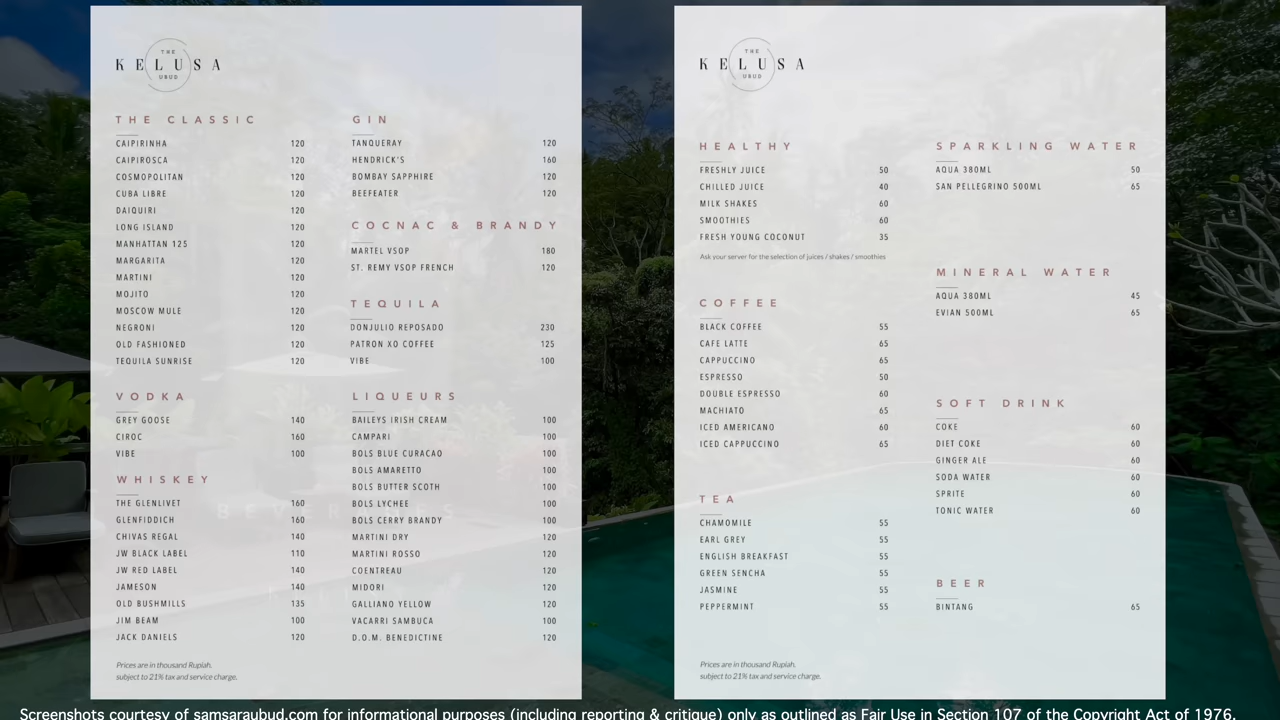 THE
KELUSA
UBUD
THE CLASSIC
CAIPIRINHA 120
CAIPIROSCA 120
COSMOPOLITAN 120
CUBA LIBRE 120
DAIQUIRI 120
LONG ISLAND 120
MANHATTAN 125 120
MARGARITA 120
MARTINI 120
MOJITO 120
MOSCOW MULE 120
NEGRONI 120
OLD FASHIONED 120
TEQUILA SUNRISE 120
VODKA
GREY GOOSE 140
CIROC 160
VIBE 100
WHISKEY
THE GLENLIVET 160
GLENFIDDICH 160
CHIVAS REGAL 140
JW BLACK LABEL 110
JW RED LABEL 140
JAMESON 140
OLD BUSHMILLS 135
JIM BEAM 100
JACK DANIELS 120
GIN
TANQUERAY 120
HENDRICK'S 160
BOMBAY SAPPHIRE 120
BEEFEATER 120
COCNAC & BRANDY
MARTEL VSOP 180
ST. REMY VSOP FRENCH 120
TEQUILA
DONJULIO REPOSADO 230
PATRON XO COFFEE 125
VIBE 100
LIQUEURS
BAILEYS IRISH CREAM 100
CAMPARI 100
BOLS BLUE CURACAO 100
BOLS AMARETTO 100
BOLS BUTTER SCOTH 100
BOLS LYCHEE 100
BOLS CERRY BRANDY 100
MARTINI DRY 120
MARTINI ROSSO 120
COENTREAU 120
MIDORI 120
GALLIANO YELLOW 120
VACARRI SAMBUCA 100
D.O.M. BENEDICTINE 120
Prices are in thousand Rupiah.
subject to 21% tax and service charge.
THE
KELUSA
UBUD
HEALTHY
FRESHLY JUICE 50
CHILLED JUICE 40
MILK SHAKES 60
SMOOTHIES 60
FRESH YOUNG COCONUT 35
Ask your server for the selection of juices / shakes / smoothies
COFFEE
BLACK COFFEE 55
CAFE LATTE 65
CAPPUCCINO 65
ESPRESSO 50
DOUBLE ESPRESSO 60
MACHIATO 65
ICED AMERICANO 60
ICED CAPPUCCINO 65
TEA
CHAMOMILE 55
EARL GREY 55
ENGLISH BREAKFAST 55
GREEN SENCHA 55
JASMINE 55
PEPPERMINT 55
SPARKLING WATER
AQUA 380ML 50
SAN PELLEGRINO 500ML 65
MINERAL WATER
AQUA 380ML 45
EVIAN 500ML 65
SOFT DRINK
COKE 60
DIET COKE 60
GINGER ALE 60
SODA WATER 60
SPRITE 60
TONIC WATER 60
BEER
BINTANG 65
Prices are in thousand Rupiah.
subject to 21% tax and service charge.
Screenshots courtesy of samsaraubud.com for informational purposes (including reporting & critique) only as outlined as Fair Use in Section 107 of the Copyright Act of 1976.